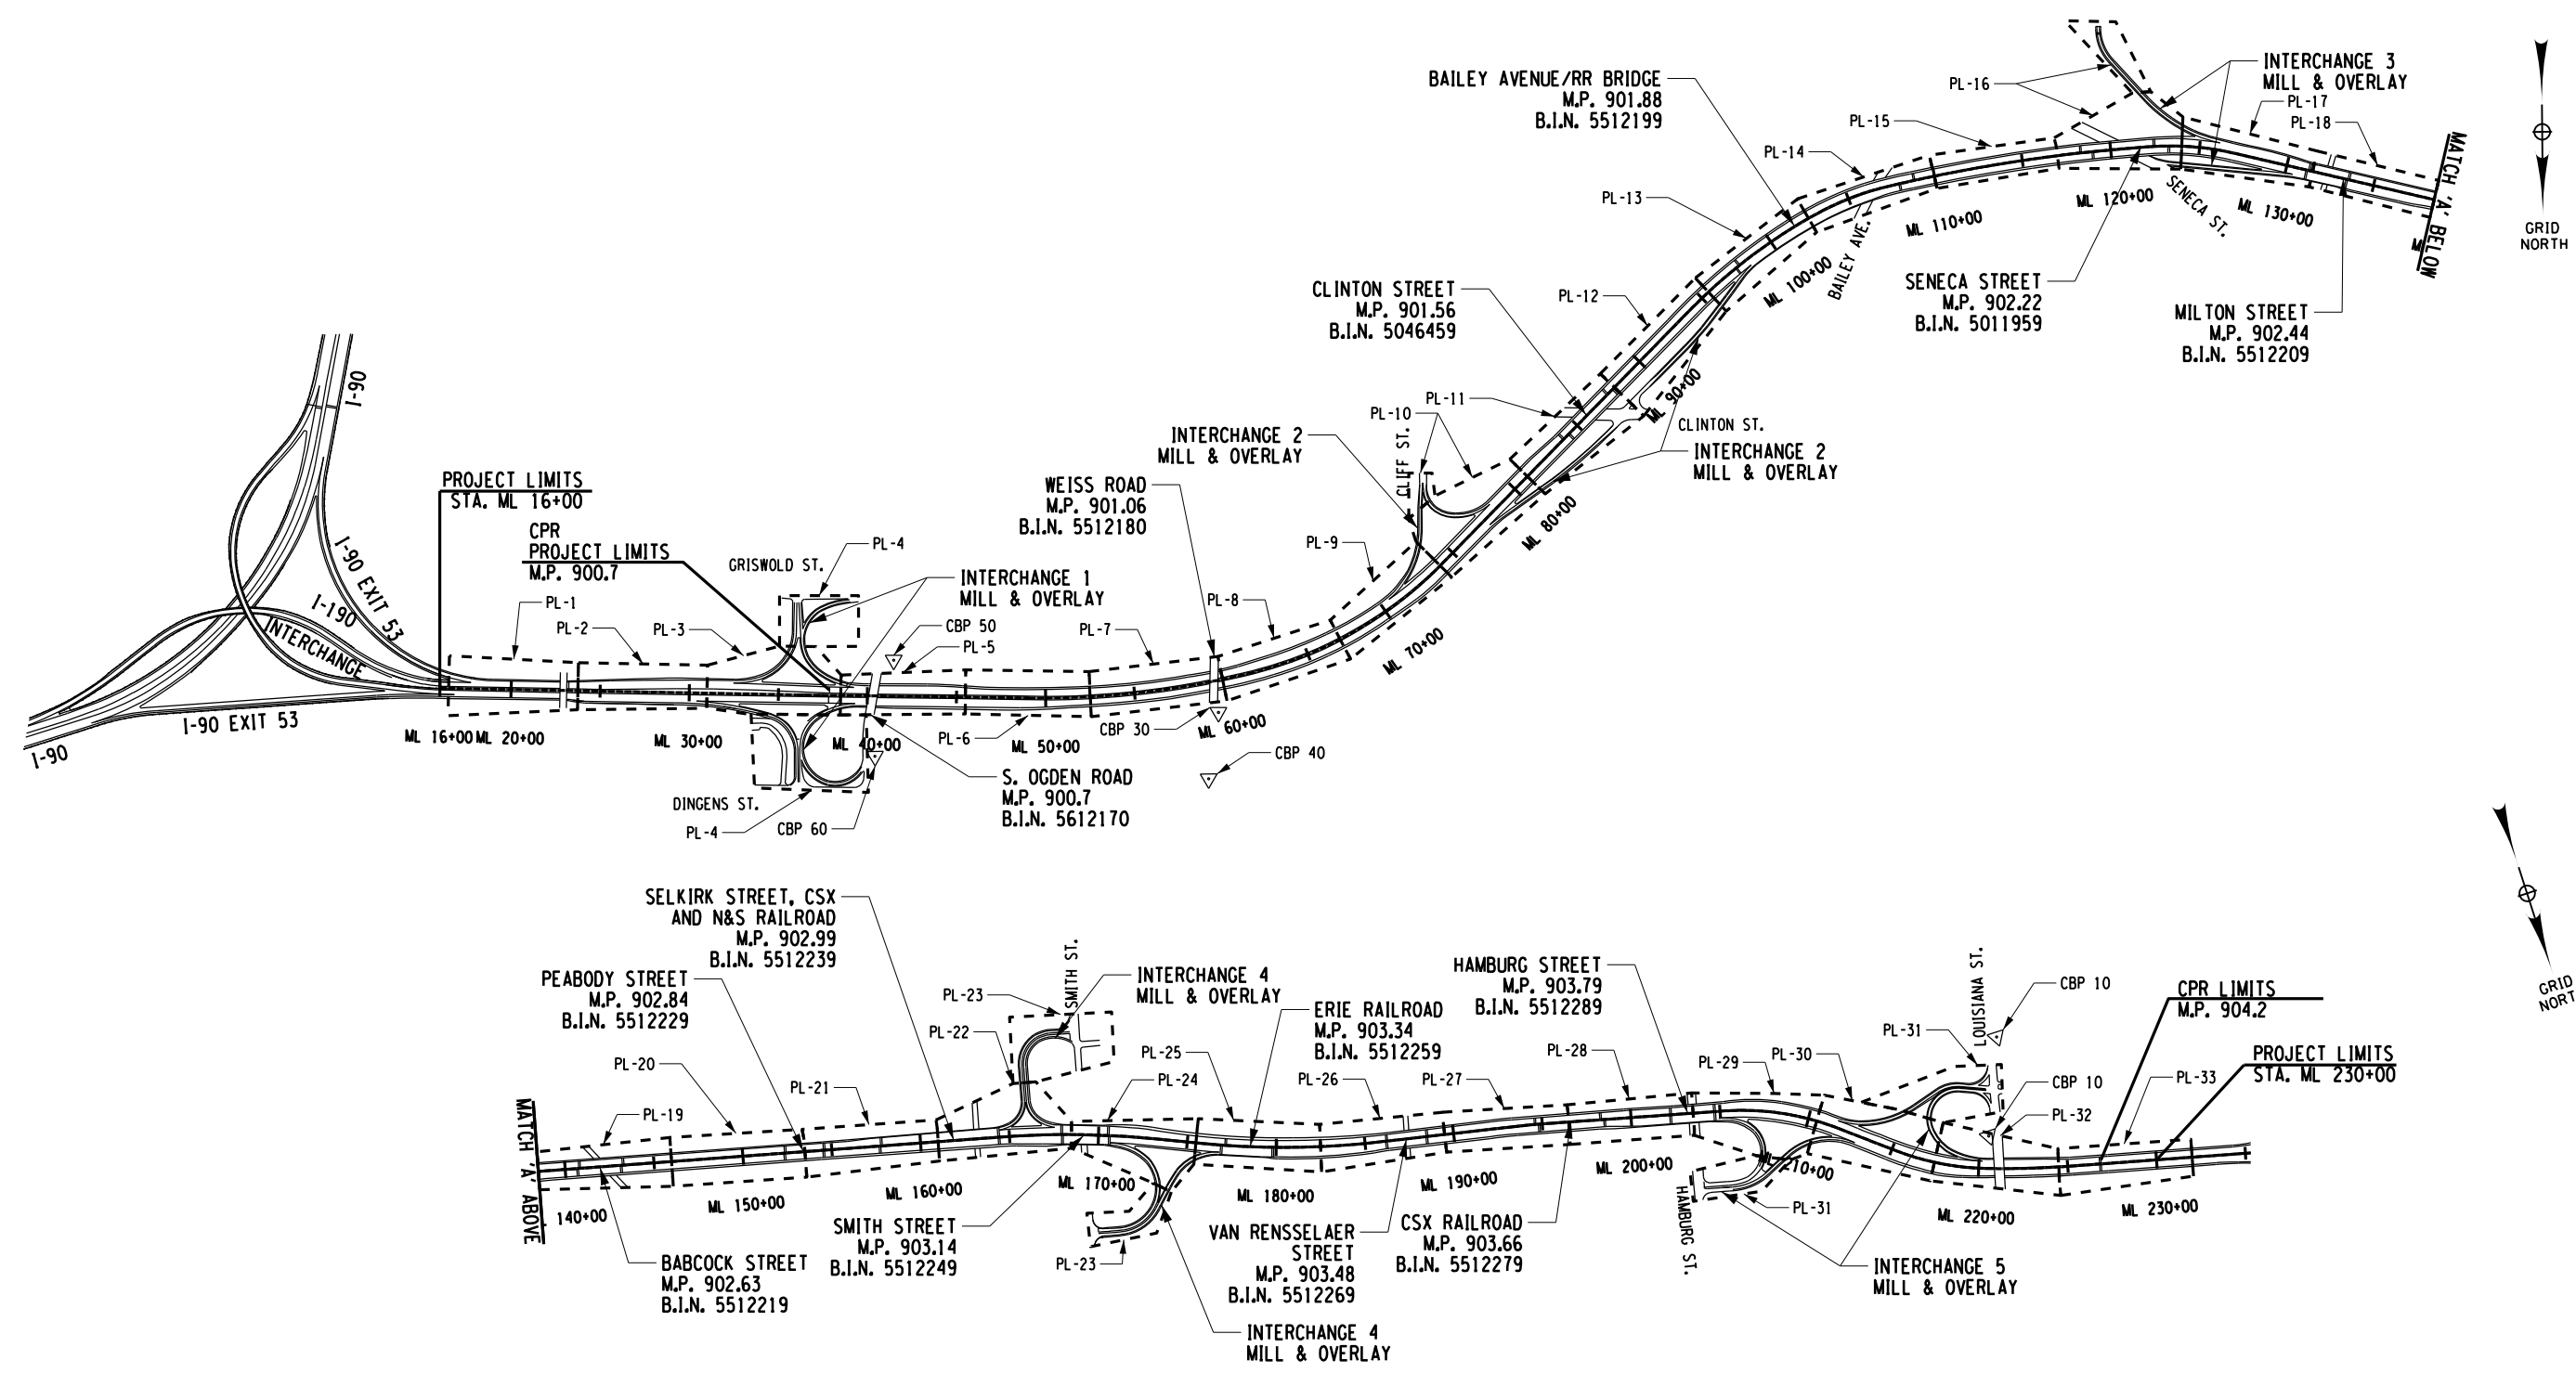 INTERCHANGE 3
MILL & OVERLAY
BAILEY AVENUE/RR BRIDGE
M.P. 901.88
B.I.N. 5512199
PL-16
PL-17
PL-18
PL-15
PL-14
PL-13
MATCH 'A' BELOW
GRID
NORTH
SENECA ST.
ML 120+00
ML 130+00
ML 110+00
BAILEY AVE.
ML 100+00
SENECA STREET
M.P. 902.22
B.I.N. 5011959
MILTON STREET
M.P. 902.44
B.I.N. 5512209
CLINTON STREET
M.P. 901.56
B.I.N. 5046459
PL-12
PL-11
PL-10
ML 90+00
CLINTON ST.
INTERCHANGE 2
MILL & OVERLAY
INTERCHANGE 2
MILL & OVERLAY
CLIFF ST.
ML 80+00
I-90
PROJECT LIMITS
STA. ML 16+00
CPR
PROJECT LIMITS
M.P. 900.7
WEISS ROAD
M.P. 901.06
B.I.N. 5512180
PL-9
PL-8
PL-7
ML 70+00
GRISWOLD ST.
PL-4
INTERCHANGE 1
MILL & OVERLAY
CBP 50
PL-5
I-90 EXIT 53
I-190
INTERCHANGE
PL-1
PL-2
PL-3
I-90 EXIT 53
I-90
ML 16+00
ML 20+00
ML 30+00
ML 40+00
PL-6
ML 50+00
CBP 30
ML 60+00
CBP 40
S. OGDEN ROAD
M.P. 900.7
B.I.N. 5612170
DINGENS ST.
PL-4
CBP 60
SELKIRK STREET, CSX
AND N&S RAILROAD
M.P. 902.99
B.I.N. 5512239
PEABODY STREET
M.P. 902.84
B.I.N. 5512229
PL-23
PL-22
SMITH ST.
INTERCHANGE 4
MILL & OVERLAY
ERIE RAILROAD
M.P. 903.34
B.I.N. 5512259
HAMBURG STREET
M.P. 903.79
B.I.N. 5512289
LOUISIANA ST.
CBP 10
CPR LIMITS
M.P. 904.2
GRID
PL-31
PL-20
PL-21
PL-25
PL-24
PL-26
PL-27
PL-28
PL-29
PL-30
PROJECT LIMITS
STA. ML 230+00
CBP 10
PL-33
PL-32
MATCH 'A' ABOVE
PL-19
140+00
ML 150+00
ML 160+00
ML 170+00
ML 180+00
ML 190+00
ML 200+00
ML 210+00
ML 220+00
ML 230+00
PL-31
HAMBURG ST.
BABCOCK STREET
M.P. 902.63
B.I.N. 5512219
SMITH STREET
M.P. 903.14
B.I.N. 5512249
PL-23
VAN RENSSELAER
STREET
M.P. 903.48
B.I.N. 5512269
CSX RAILROAD
M.P. 903.66
B.I.N. 5512279
INTERCHANGE 5
MILL & OVERLAY
INTERCHANGE 4
MILL & OVERLAY